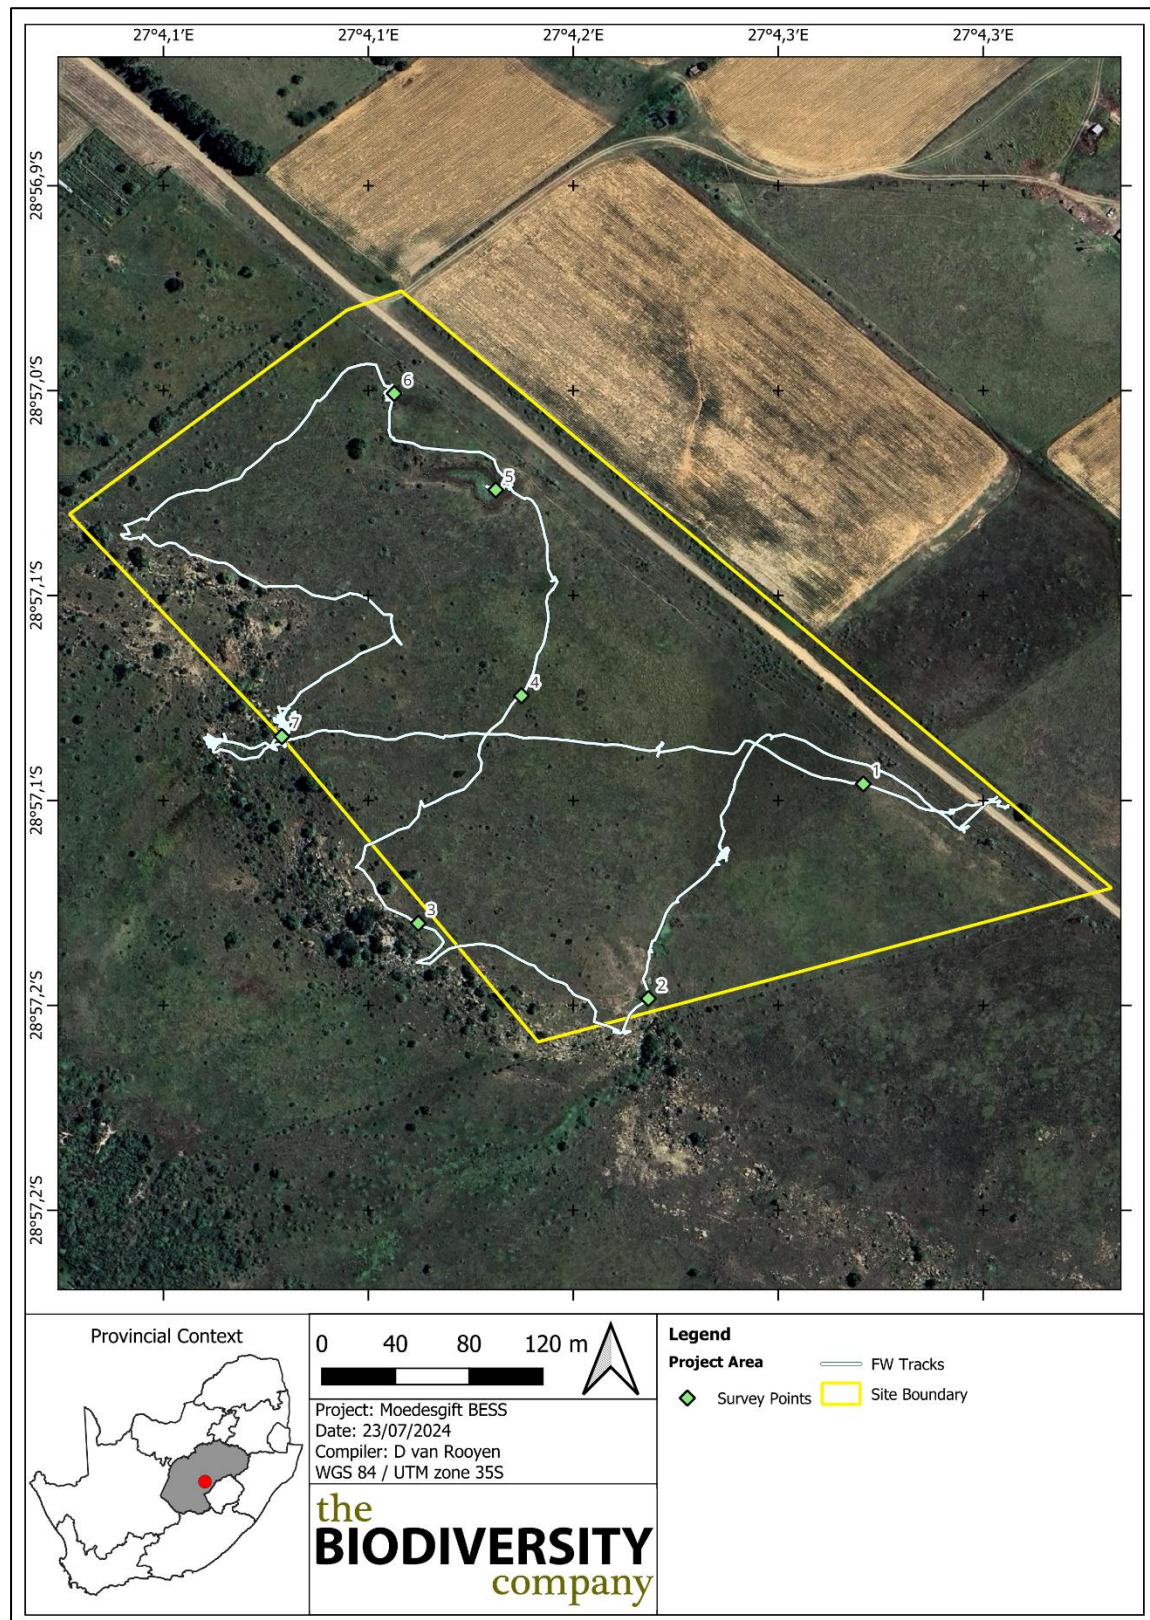 27°4,1'E 27°4,1'E 27°4,2'E 27°4,3'E 27°4,3'E
28°56,9'S
28°57,0'S
28°57,1'S
28°57,1'S
28°57,2'S
28°57,2'S
6
5
4
7
1
3
2
Provincial Context
0 40 80 120 m
Project: Moedesgift BESS
Date: 23/07/2024
Compiler: D van Rooyen
WGS 84 / UTM zone 35S
the
BIODIVERSITY
company
Legend
Project Area
FW Tracks
Survey Points
Site Boundary